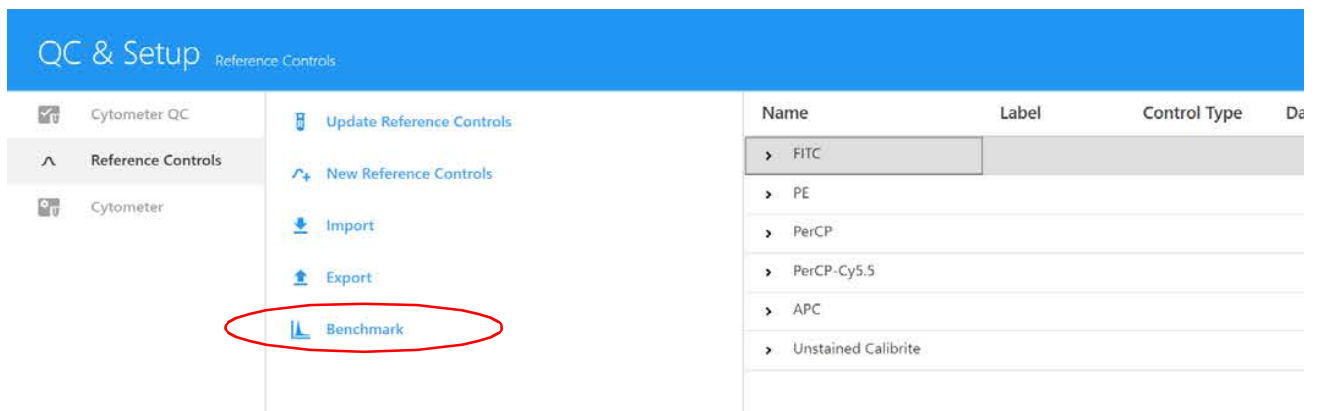 QC & Setup Reference Controls
Cytometer QC
Reference Controls
Cytometer
Update Reference Controls
New Reference Controls
Import
Export
Benchmark
Name Label Control Type Da
FITC
PE
PerCP
PerCP-Cy5.5
APC
Unstained Calibrite